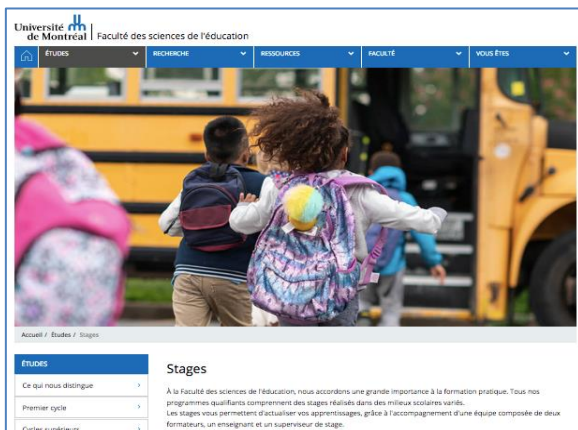 Université
de Montréal
Faculté des sciences de l'éducation
ÉTUDES
RECHERCHE
RESSOURCES
FACULTÉ
VOUS ÊTES
Accueil / Études / Stages
ÉTUDES
Ce qui nous distingue
Premier cycle
Cycles supérieurs
Stages
À la Faculté des sciences de l'éducation, nous accordons une grande importance à la formation pratique. Tous nos
programmes qualifiants comprennent des stages réalisés dans des milieux scolaires variés.
Les stages vous permettent d'actualiser vos apprentissages, grâce à l'accompagnement d'une équipe composée de deux
formateurs, un enseignant et un superviseur de stage.